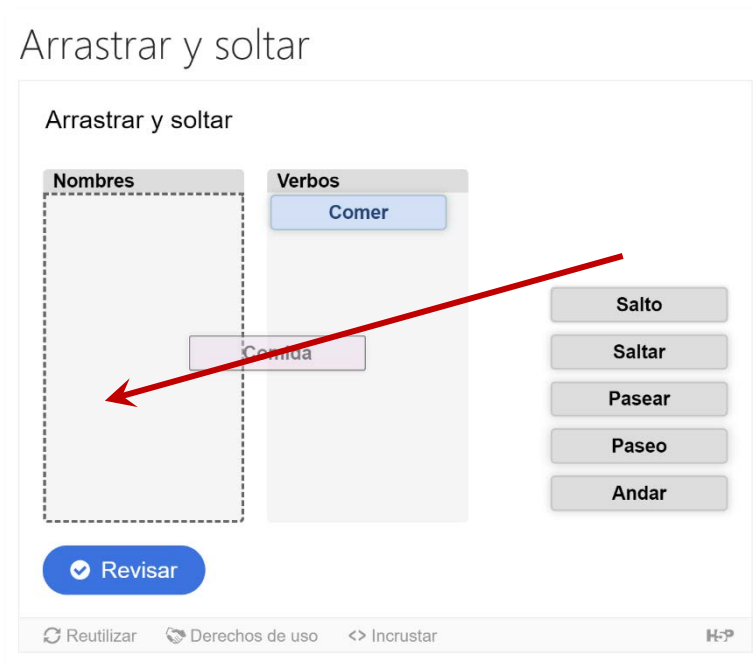 Arrastrar y soltar
Arrastrar y soltar
Nombres
Verbos
Comer
Comida
Salto
Saltar
Pasear
Paseo
Andar
Revisar
Reutilizar
Derechos de uso
<> Incrustar
H5P